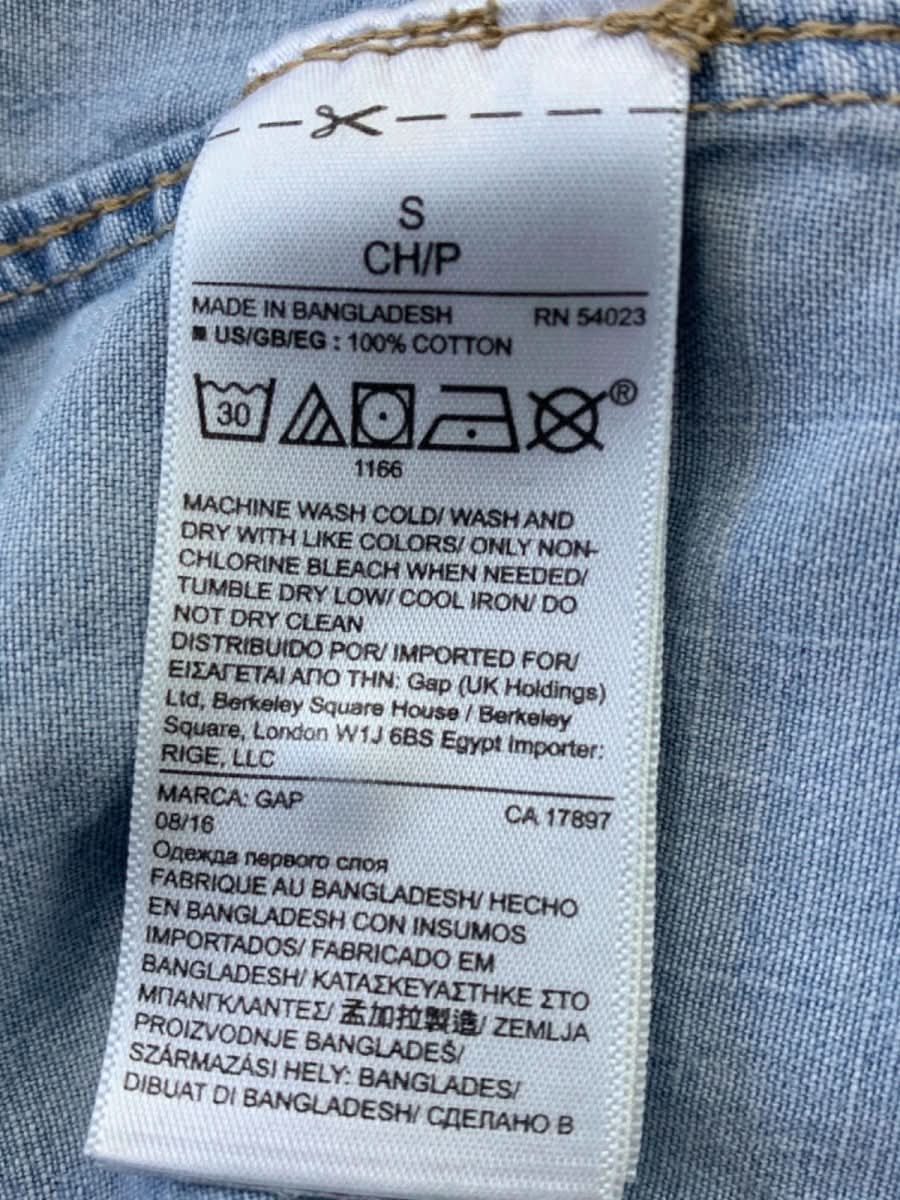 S
CH/P
MADE IN BANGLADESH RN 54023
US/GB/EG : 100% COTTON
30 ®
1166
MACHINE WASH COLD/ WASH AND
DRY WITH LIKE COLORS/ ONLY NON-
CHLORINE BLEACH WHEN NEEDED/
TUMBLE DRY LOW/ COOL IRON/ DO
NOT DRY CLEAN
DISTRIBUIDO POR/ IMPORTED FOR/
ΕΙΣΑΓΕΤΑΙ ΑΠΟ ΤΗΝ: Gap (UK Holdings)
Ltd, Berkeley Square House / Berkeley
Square, London W1J 6BS Egypt Importer:
RIGE, LLC
MARCA: GAP CA 17897
08/16
Одежда первого слоя
FABRIQUE AU BANGLADESH/ HECHO
EN BANGLADESH CON INSUMOS
IMPORTADOS/ FABRICADO EM
BANGLADESH/ ΚΑΤΑΣΚΕΥΑΣΤΗΚΕ ΣΤΟ
ΜΠΑΝΓΚΛΑΝΤΕΣ/ 孟加拉製造/ ZEMLJA
PROIZVODNJE BANGLADEŠ/
SZÁRMAZÁSI HELY: BANGLADES/
DIBUAT DI BANGLADESH/ СДЕЛАНО В